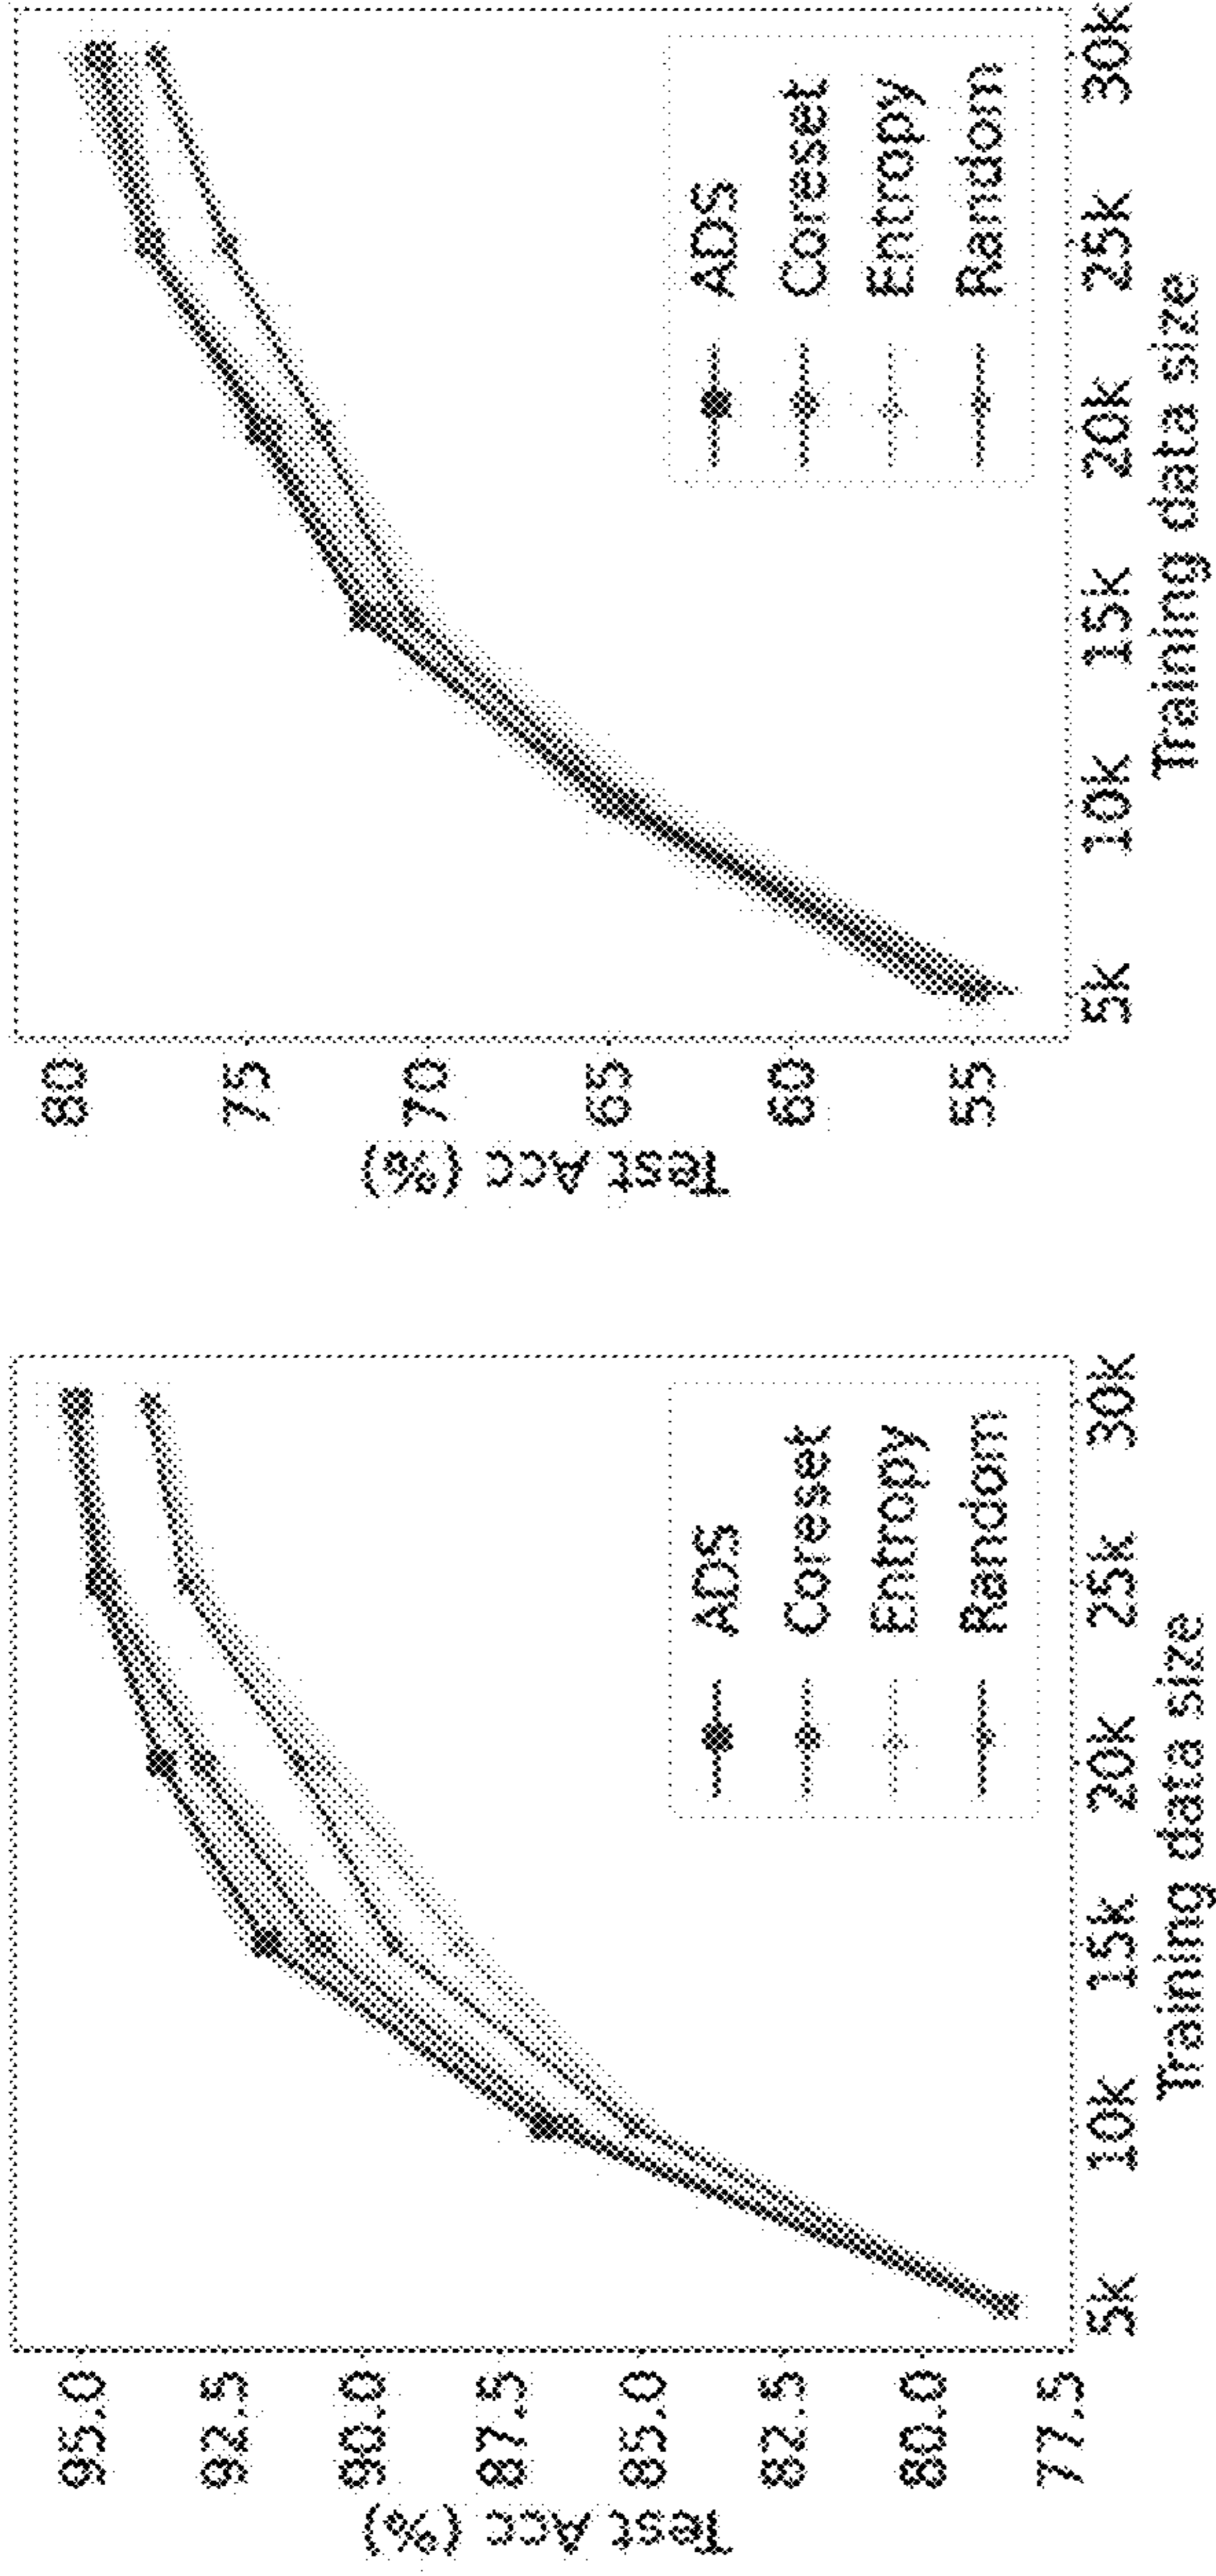 Test Acc (%)
95.0
92.5
90.0
87.5
85.0
82.5
80.0
77.5
5k
10k
15k
20k
25k
30k
Training data size
ADS
Coreset
Entropy
Random
Test Acc (%)
80
75
70
65
60
55
5k
10k
15k
20k
25k
30k
Training data size
ADS
Coreset
Entropy
Random